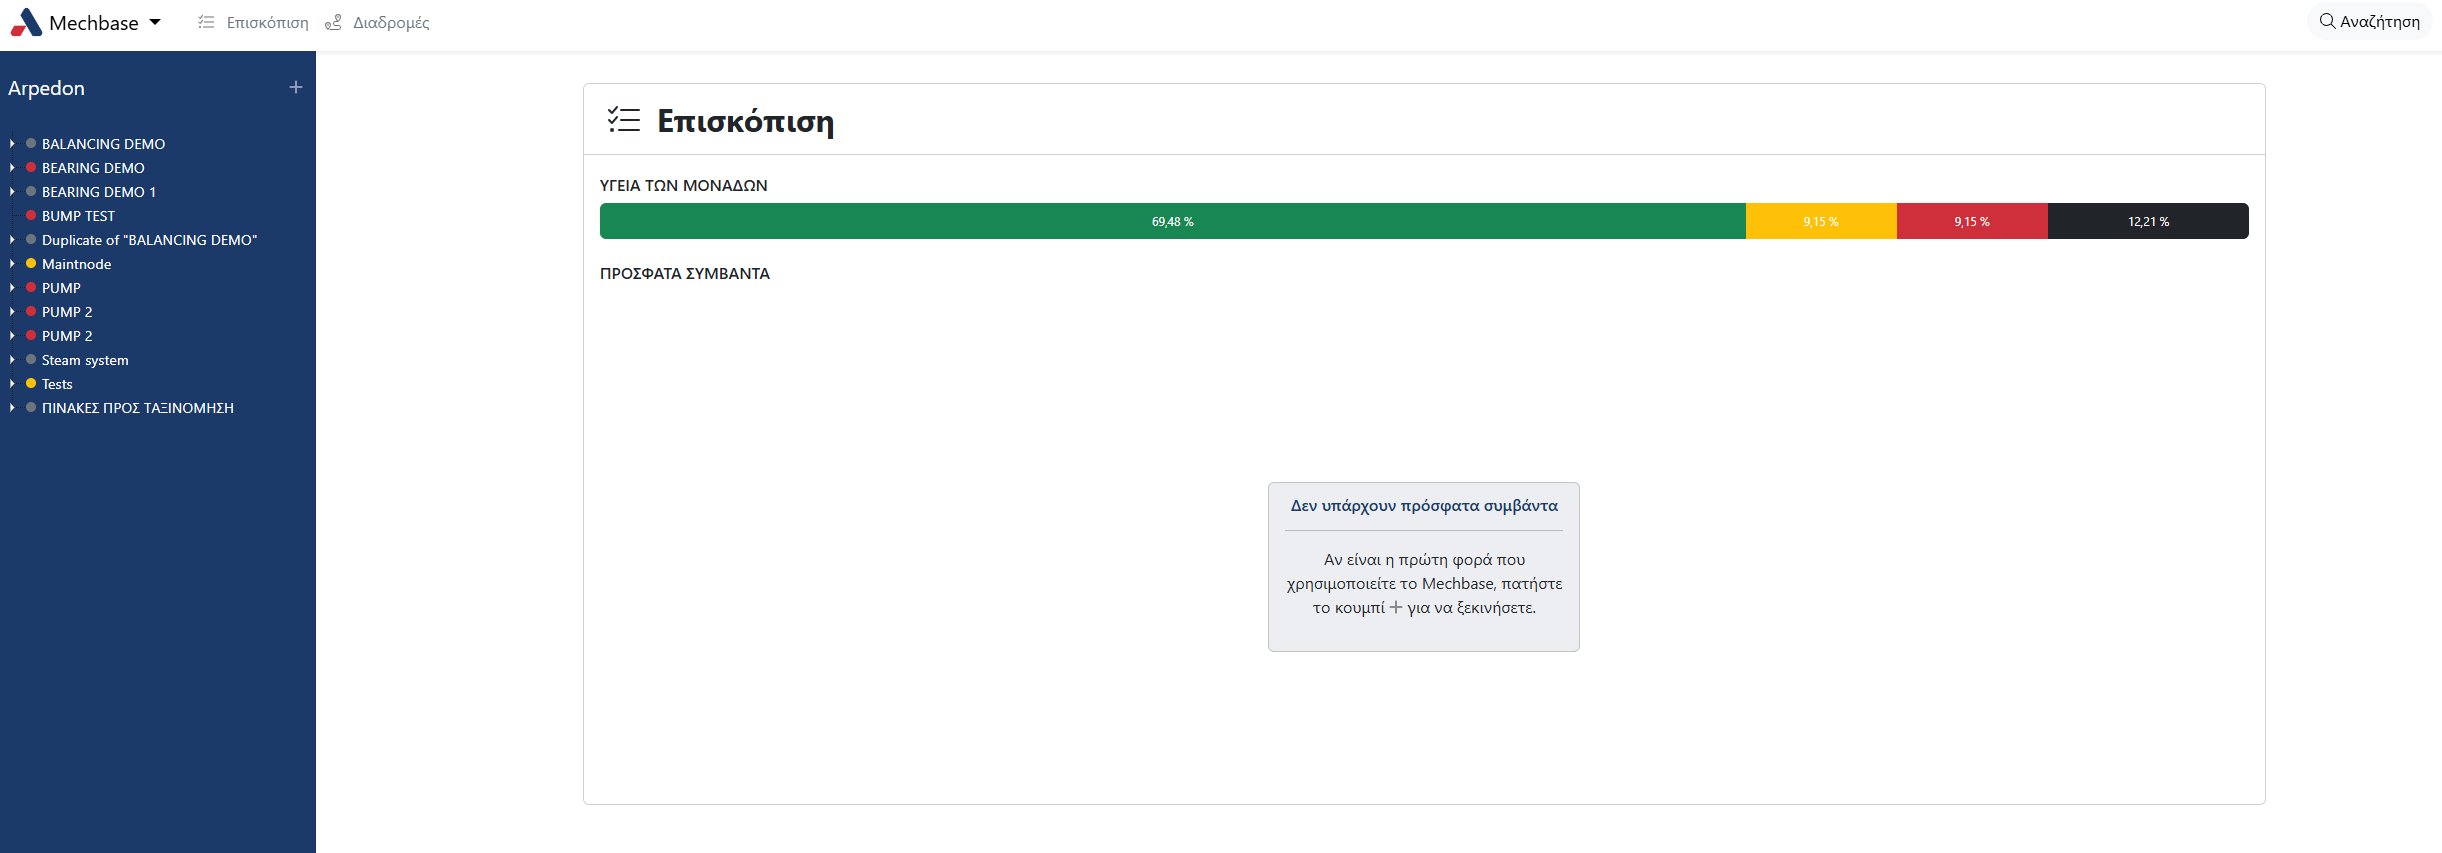 Mechbase
Επισκόπιση
Διαδρομές
Αναζήτηση
Arpedon
BALANCING DEMO
BEARING DEMO
BEARING DEMO 1
BUMP TEST
Duplicate of "BALANCING DEMO"
Maintnode
PUMP
PUMP 2
PUMP 2
Steam system
Tests
ΠΙΝΑΚΕΣ ΠΡΟΣ ΤΑΞΙΝΟΜΗΣΗ
Επισκόπιση
ΥΓΕΙΑ ΤΩΝ ΜΟΝΑΔΩΝ
69,48 % 9,15 % 9,15 % 12,21 %
ΠΡΟΣΦΑΤΑ ΣΥΜΒΑΝΤΑ
Δεν υπάρχουν πρόσφατα συμβάντα
Αν είναι η πρώτη φορά που
χρησιμοποιείτε το Mechbase, πατήστε
το κουμπί + για να ξεκινήσετε.